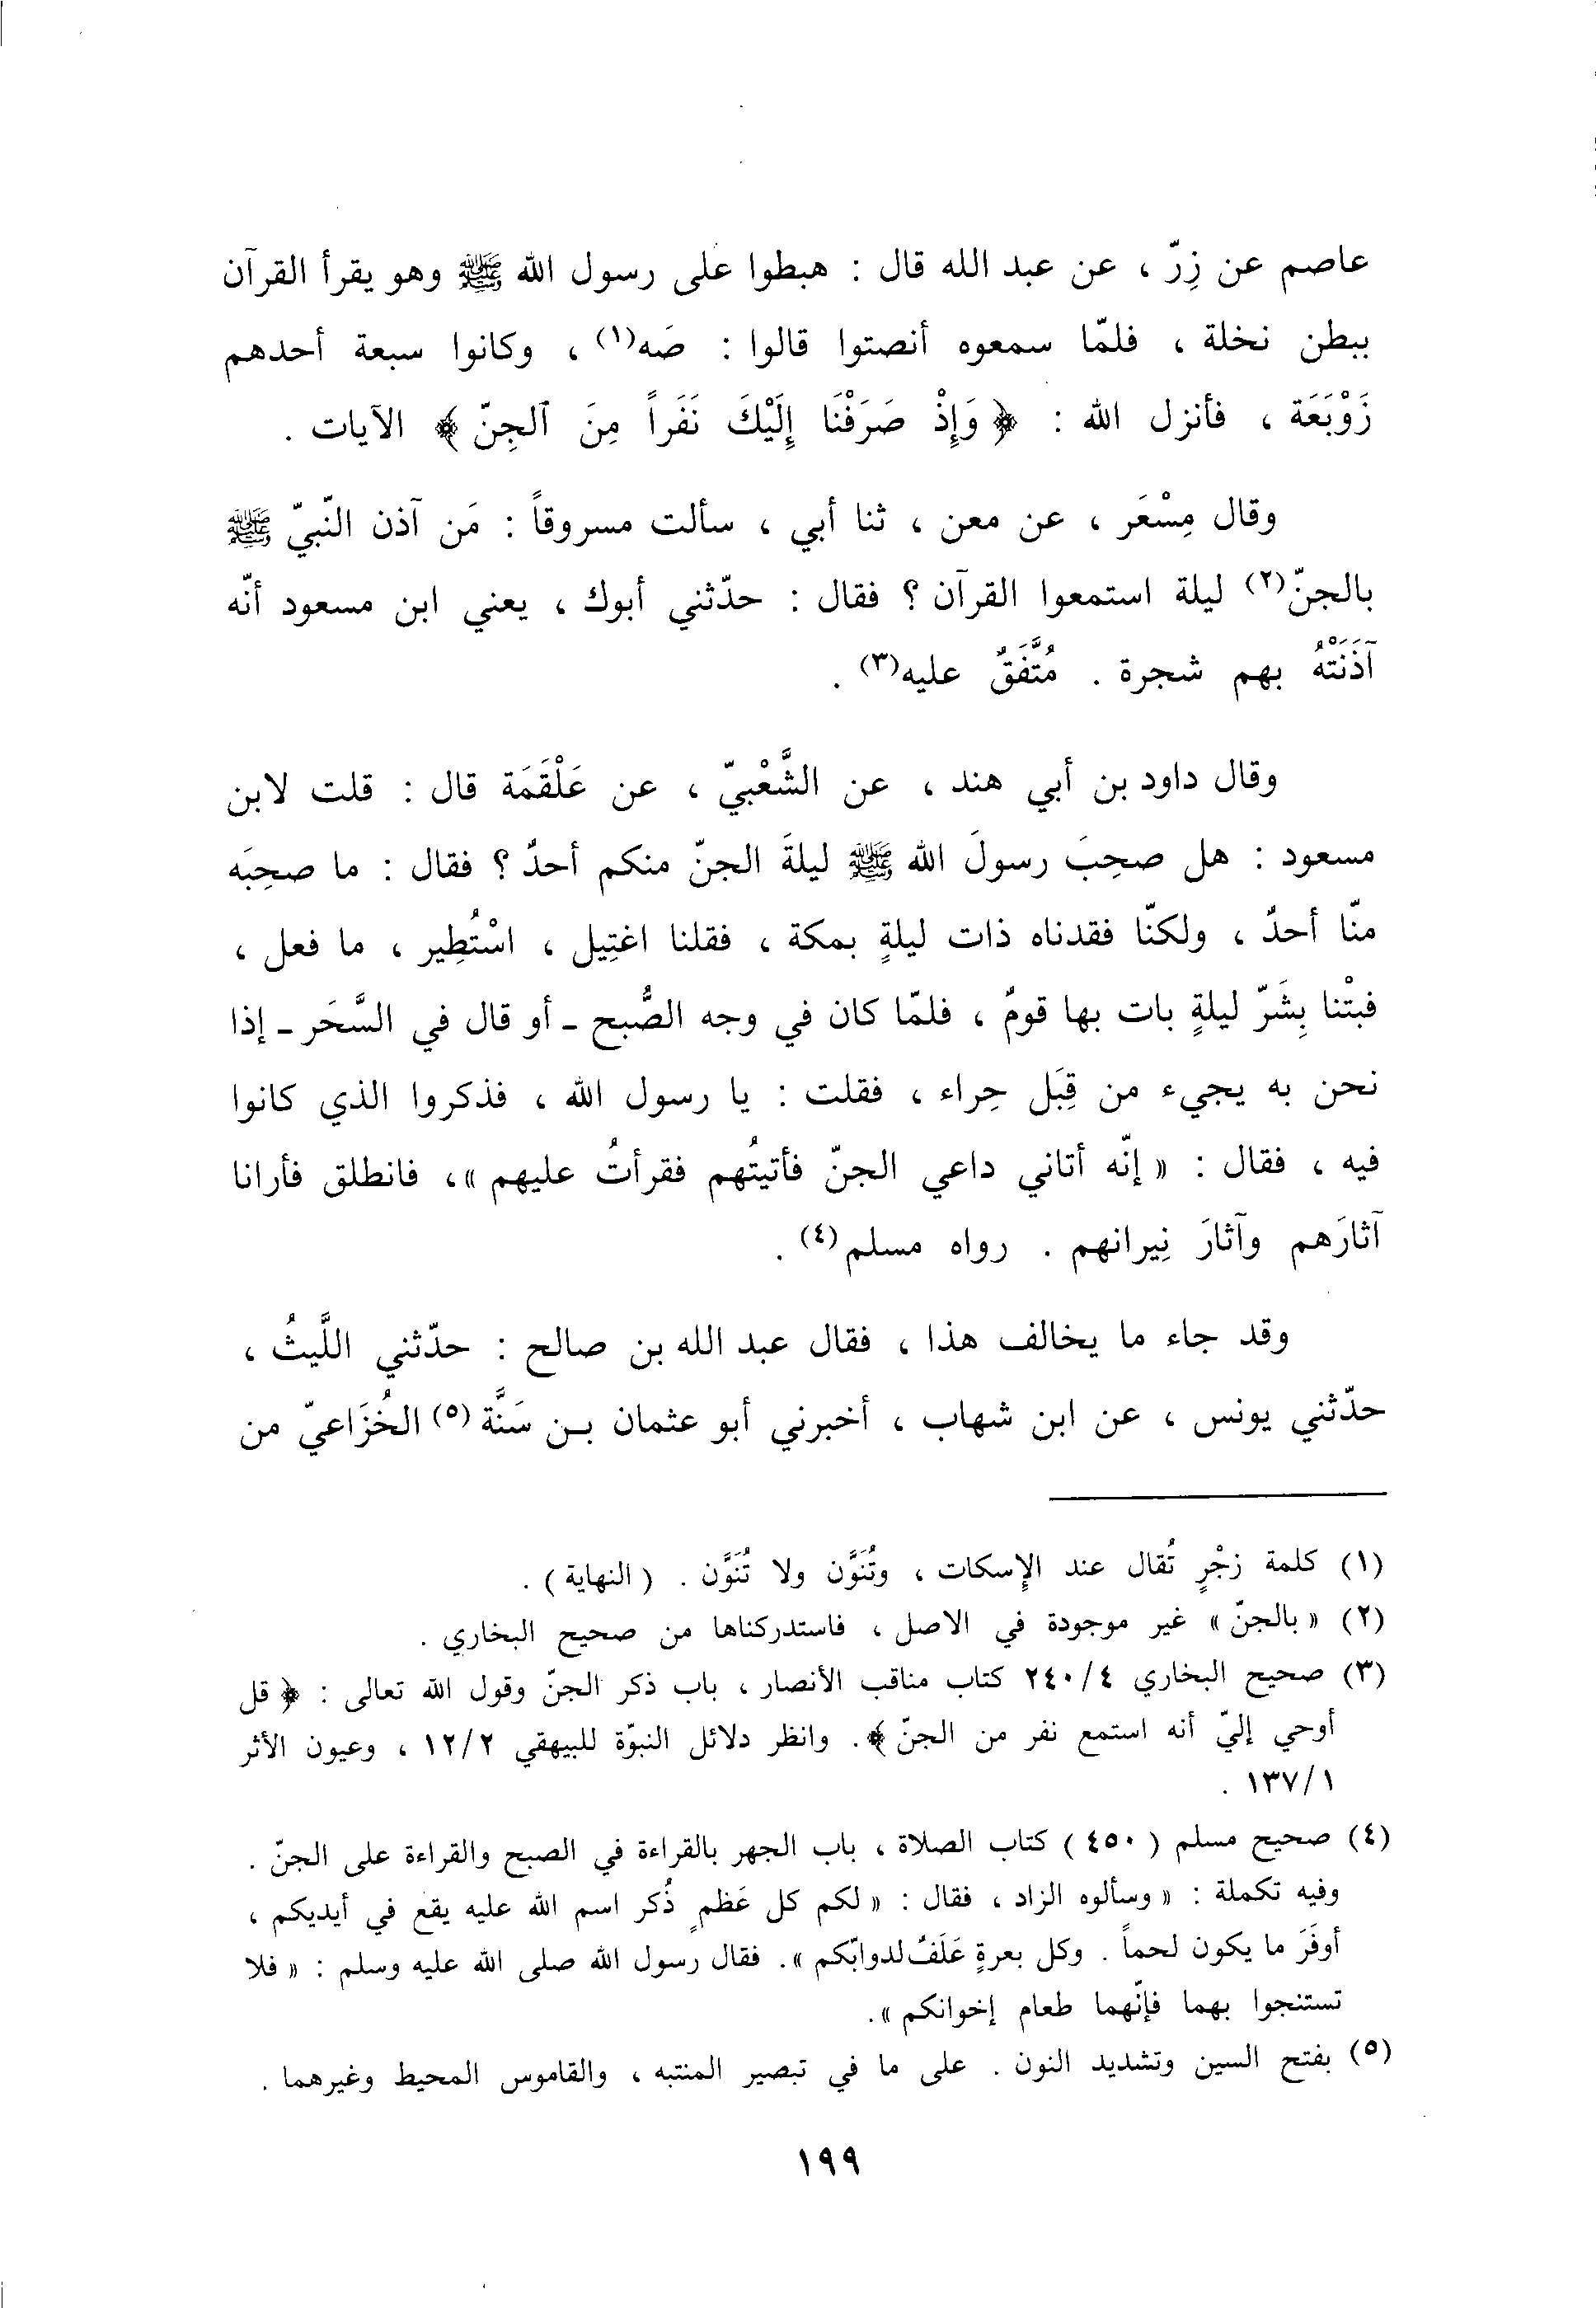 عاصم عن زِرّ ، عن عبد الله قال : هبطوا على رسول الله ﷺ وهو يقرأ القرآن
ببطن نخلة ، فلمّا سمعوه أنصتوا قالوا : صَه(١) ، وكانوا سبعة أحدهم
زَوْبَعَة ، فأنزل الله : ﴿ وَإِذْ صَرَفْنَا إِلَيْكَ نَفَراً مِنَ ٱلجِنّ ﴾ الآيات .
وقال مِسْعَر ، عن معن ، ثنا أبي ، سألت مسروقاً : مَن آذن النّبيّ ﷺ
بالجنّ(٢) ليلة استمعوا القرآن ؟ فقال : حدّثني أبوك ، يعني ابن مسعود أنّه
آذَنَتْهُ بهم شجرة . مُتَّفَقٌ عليه(٣) .
وقال داود بن أبي هند ، عن الشَّعْبيّ ، عن عَلْقَمَة قال : قلت لابن
مسعود : هل صحِبَ رسولَ الله ﷺ ليلةَ الجنّ منكم أحدٌ ؟ فقال : ما صحِبَه
منّا أحدٌ ، ولكنّا فقدناه ذات ليلةٍ بمكة ، فقلنا اغتِيل ، اسْتُطِير ، ما فعل ،
فبتْنا بِشَرّ ليلةٍ بات بها قومٌ ، فلمّا كان في وجه الصُّبح - أو قال في السَّحَر - إذا
نحن به يجيء من قِبَل حِراء ، فقلت : يا رسول الله ، فذكروا الذي كانوا
فيه ، فقال : « إنّه أتاني داعي الجنّ فأتيتُهم فقرأتُ عليهم »، فانطلق فأرانا
آثارَهم وآثارَ نِيرانهم . رواه مسلم(٤) .
وقد جاء ما يخالف هذا ، فقال عبد الله بن صالح : حدّثني اللَّيثُ ،
حدّثني يونس ، عن ابن شهاب ، أخبرني أبو عثمان بن سَنَّة(٥) الخُزَاعيّ من
(١) كلمة زجْرٍ تُقال عند الإسكات ، وتُنَوَّن ولا تُنَوَّن . ( النهاية ) .
(٢) « بالجنّ » غير موجودة في الاصل ، فاستدركناها من صحيح البخاري .
(٣) صحيح البخاري ٢٤٠/٤ كتاب مناقب الأنصار ، باب ذكر الجنّ وقول الله تعالى : ﴿ قل
أوحي إليّ أنه استمع نفر من الجنّ ﴾. وانظر دلائل النبوّة للبيهقي ١٢/٢ ، وعيون الأثر
١٣٧/١ .
(٤) صحيح مسلم ( ٤٥٠ ) كتاب الصلاة ، باب الجهر بالقراءة في الصبح والقراءة على الجنّ .
وفيه تكملة : « وسألوه الزاد ، فقال : « لكم كل عَظمٍ ذُكر اسم الله عليه يقع في أيديكم ،
أوفَرَ ما يكون لحماً . وكل بعرةٍ عَلَفٌ لدوابّكم ». فقال رسول الله صلى الله عليه وسلم : « فلا
تستنجوا بهما فإنّهما طعام إخوانكم ».
(٥) بفتح السين وتشديد النون . على ما في تبصير المنتبه ، والقاموس المحيط وغيرهما .
١٩٩